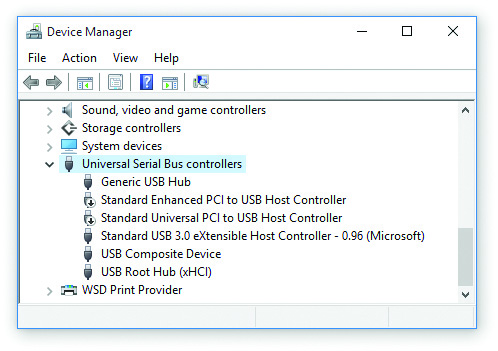 Device Manager
File Action View Help
Sound, video and game controllers
Storage controllers
System devices
Universal Serial Bus controllers
Generic USB Hub
Standard Enhanced PCI to USB Host Controller
Standard Universal PCI to USB Host Controller
Standard USB 3.0 eXtensible Host Controller - 0.96 (Microsoft)
USB Composite Device
USB Root Hub (xHCI)
WSD Print Provider